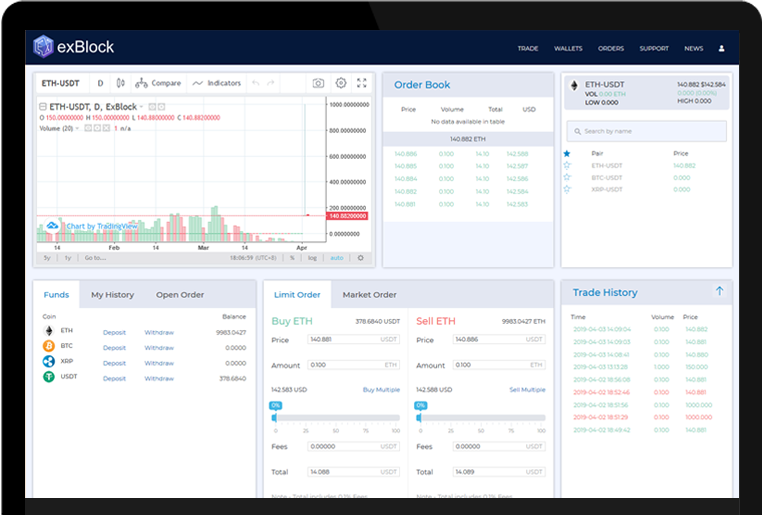 exBlock
TRADE WALLETS ORDERS SUPPORT NEWS
ETH-USDT D Compare Indicators
ETH-USDT, D, ExBlock
O 150.00000000 H 150.00000000 L 140.88200000 C 140.88200000
Volume (20) 1 n/a
1000.00000000
800.00000000
600.00000000
400.00000000
200.00000000
140.88200000
0.00000000
Chart by TradingView
14 Feb 14 Mar 14 Apr
5y 1y Go to... 18:06:59 (UTC+8) % log auto
Order Book
Price Volume Total USD
No data available in table
140.882 ETH
140.886 0.100 14.10 142.588
140.885 0.100 14.10 142.587
140.884 0.100 14.10 142.586
140.882 0.100 14.10 142.584
140.881 0.100 14.10 142.583
ETH-USDT 140.882 $142.584
VOL 0.00 ETH 0.000 (0.00%)
LOW 0.000 HIGH 0.000
Search by name
Pair Price
ETH-USDT 140.882
BTC-USDT 0.000
XRP-USDT 0.000
Funds My History Open Order
Coin Balance
ETH Deposit Withdraw 9983.0427
BTC Deposit Withdraw 0.0000
XRP Deposit Withdraw 0.0000
USDT Deposit Withdraw 378.6840
Limit Order Market Order
Buy ETH 378.6840 USDT
Price 140.881 USDT
Amount 0.100 ETH
142.583 USD Buy Multiple
0%
0 25 50 75 100
Fees 0.00000 USDT
Total 14.088 USDT
Note - Total includes 0.1% Fees
Sell ETH 9983.0427 ETH
Price 140.886 USDT
Amount 0.100 ETH
142.588 USD Sell Multiple
0%
0 25 50 75 100
Fees 0.00000 USDT
Total 14.089 USDT
Note - Total includes 0.1% Fees
Trade History
Time Volume Price
2019-04-03 14:09:04 0.100 140.882
2019-04-03 14:09:03 0.100 140.881
2019-04-03 14:08:41 0.100 140.880
2019-04-03 13:13:28 1.000 150.000
2019-04-02 18:56:08 0.100 140.881
2019-04-02 18:52:46 0.100 140.881
2019-04-02 18:51:56 0.100 1000.000
2019-04-02 18:51:29 0.100 1000.000
2019-04-02 18:49:42 0.100 140.881